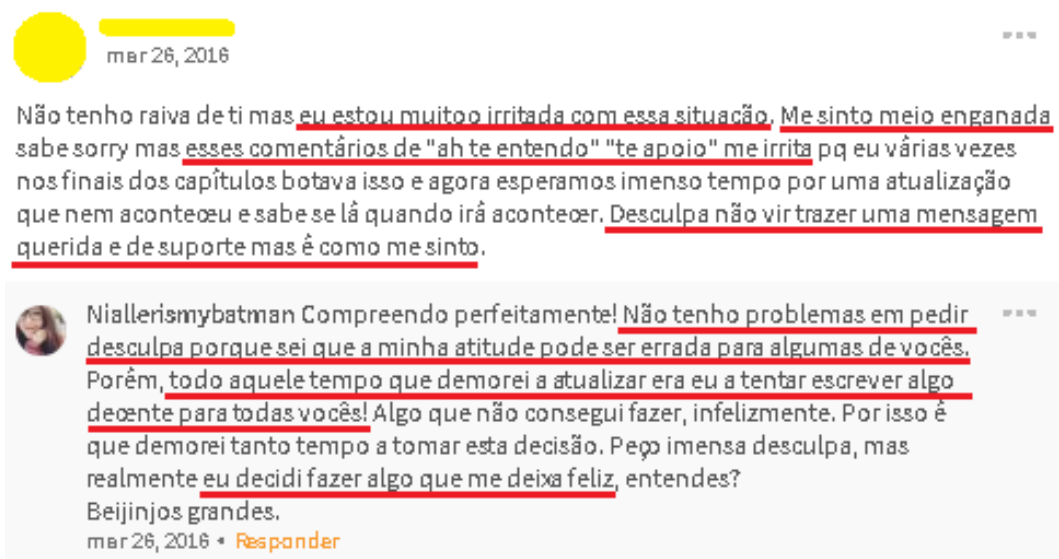 mar 26, 2016
Não tenho raiva de ti mas eu estou muitoo irritada com essa situação. Me sinto meio enganada
sabe sorry mas esses comentários de "ah te entendo" "te apoio" me irrita pq eu várias vezes
nos finais dos capítulos botava isso e agora esperamos imenso tempo por uma atualização
que nem aconteceu e sabe se lá quando irá acontecer. Desculpa não vir trazer uma mensagem
querida e de suporte mas é como me sinto.
Niallerismybatman Compreendo perfeitamente! Não tenho problemas em pedir
desculpa porque sei que a minha atitude pode ser errada para algumas de vocês.
Porém, todo aquele tempo que demorei a atualizar era eu a tentar escrever algo
decente para todas vocês! Algo que não consegui fazer, infelizmente. Por isso é
que demorei tanto tempo a tomar esta decisão. Peço imensa desculpa, mas
realmente eu decidi fazer algo que me deixa feliz, entendes?
Beijinjos grandes.
mar 26, 2016 • Responder